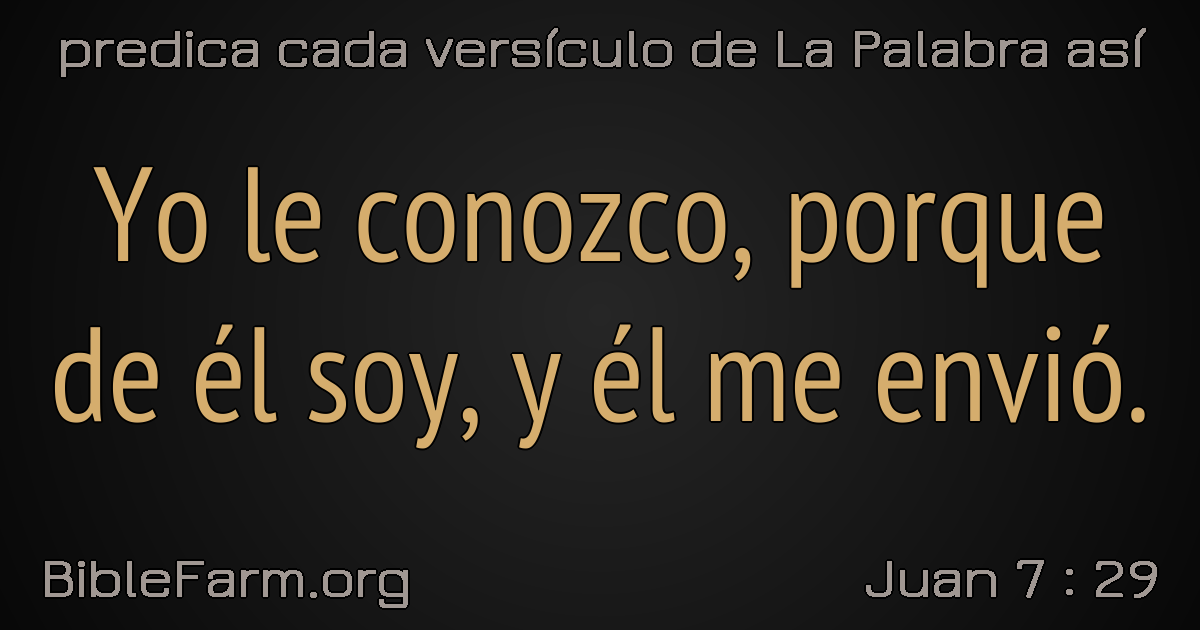 predica cada versículo de La Palabra así
Yo le conozco, porque
de él soy, y él me envió.
BibleFarm.org
Juan 7 : 29